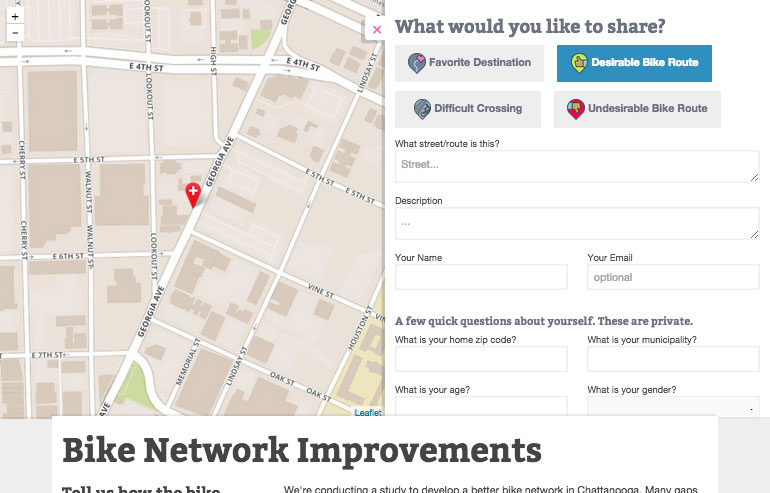 +
−
CHERRY ST
WALNUT ST
LOOKOUT ST
HIGH ST
GEORGIA AVE
LINDSAY ST
E 4TH ST
E 4TH ST
E 5TH ST
GEORGIA AVE
E 5TH ST
E 5TH ST
CHERRY ST
WALNUT ST
LOOKOUT ST
E 6TH ST
VINE ST
GEORGIA AVE
HOUSTON ST
MEMORIAL ST
LINDSAY ST
E 7TH ST
OAK ST
OAK ST
AVE
Leaflet
×
What would you like to share?
Favorite Destination
Desirable Bike Route
Difficult Crossing
Undesirable Bike Route
What street/route is this?
Street...
Description
...
Your Name
Your Email
optional
A few quick questions about yourself. These are private.
What is your home zip code?
What is your municipality?
What is your age?
What is your gender?
-
Bike Network Improvements
Tell us how the bike
We're conducting a study to develop a better bike network in Chattanooga. Many gaps